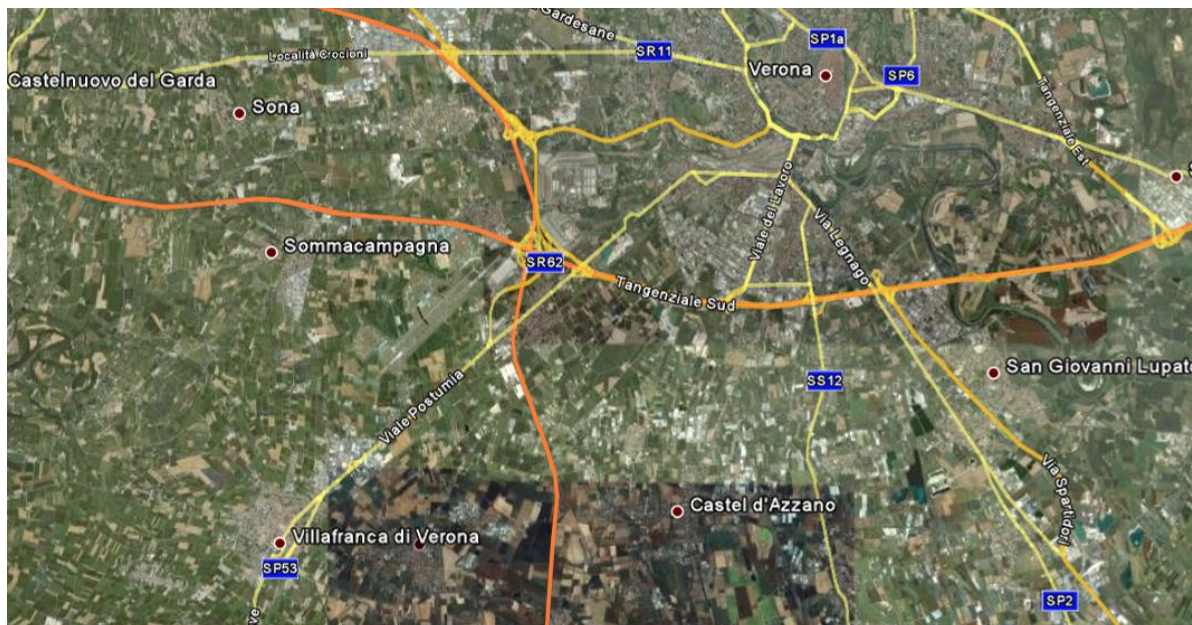 Gardesane
SP1a
Località Crocioni
SR11
Verona
Castelnuovo del Garda
SP6
Sona
Tangenziale Est
Viale del Lavoro
Via Legnago
Sommacampagna
SR62
Tangenziale Sud
San Giovanni Lupato
SS12
Viale Postumia
Via Spartidori
Castel d'Azzano
Villafranca di Verona
SP53
SP2